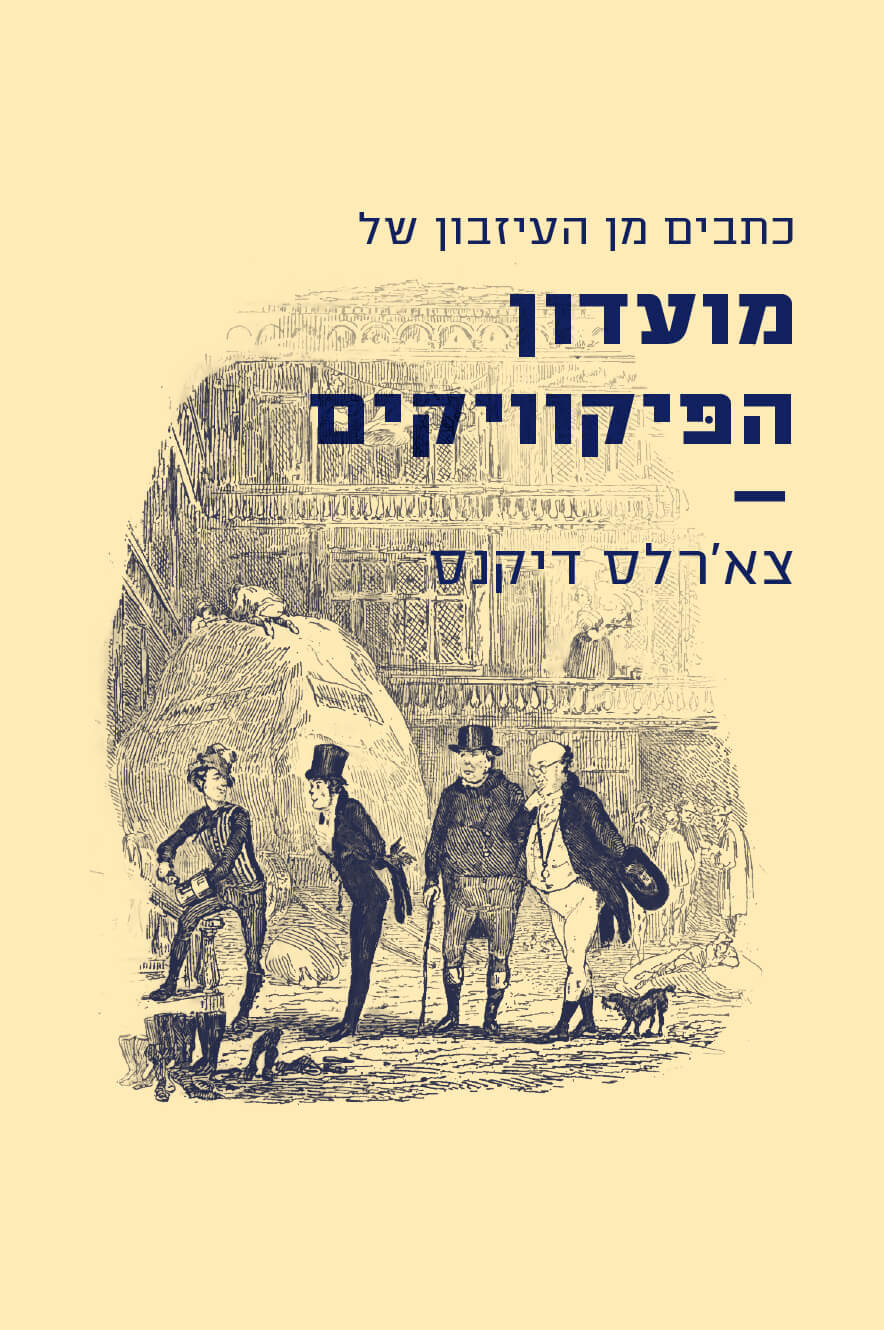 כתבים מן העיזבון של
מועדון
הפּיקוויקים
–
צא'רלס דיקנס